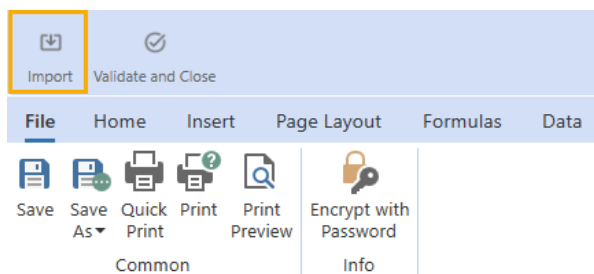 Import Validate and Close
File Home Insert Page Layout Formulas Data
Save Save Quick Print Print Encrypt with
As Print Preview Password
Common Info